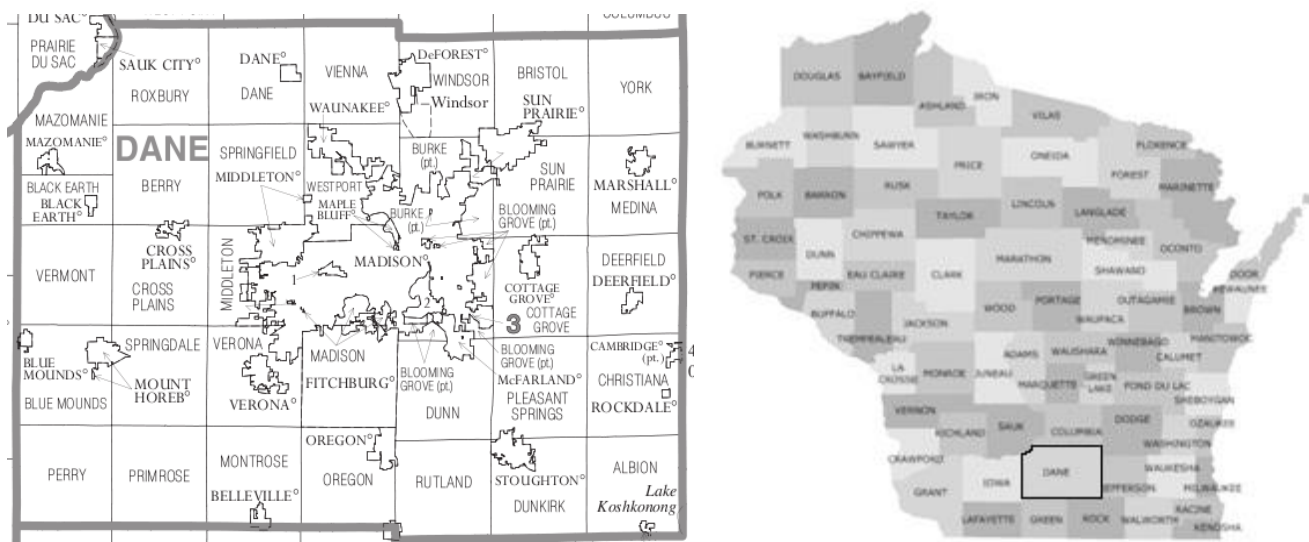 DU SAC°
COLUMBUS
PRAIRIE
DU SAC
SAUK CITY°
ROXBURY
DANE°
DANE
VIENNA
WAUNAKEE°
DeFOREST°
WINDSOR
Windsor
BRISTOL
SUN
PRAIRIE°
YORK
MAZOMANIE
MAZOMANIE°
DANE
BERRY
SPRINGFIELD
MIDDLETON°
WESTPORT
MAPLE
BLUFF°
BURKE
(pt.)
SUN
PRAIRIE
MARSHALL°
MEDINA
BLACK EARTH
BLACK
EARTH°
BURKE
(pt.)
BLOOMING
GROVE (pt.)
VERMONT
CROSS
PLAINS°
CROSS
PLAINS
MIDDLETON
MADISON°
2
COTTAGE
GROVE°
COTTAGE
GROVE
3
DEERFIELD
DEERFIELD°
BLUE
MOUNDS°
BLUE MOUNDS
SPRINGDALE
MOUNT
HOREB°
VERONA
VERONA°
MADISON
FITCHBURG°
BLOOMING
GROVE (pt.)
DUNN
BLOOMING
GROVE (pt.)
McFARLAND°
PLEASANT
SPRINGS
CAMBRIDGE°
(pt.)
CHRISTIANA
ROCKDALE°
4
PERRY
PRIMROSE
MONTROSE
BELLEVILLE°
OREGON°
OREGON
RUTLAND
STOUGHTON°
DUNKIRK
ALBION
Lake
Koshkonong
DOUGLAS
BAYFIELD
ASHLAND
IRON
VILAS
BURNETT
WASHBURN
SAWYER
PRICE
ONEIDA
FLORENCE
FOREST
MARINETTE
POLK
BARRON
RUSK
TAYLOR
LINCOLN
LANGLADE
ST. CROIX
DUNN
CHIPPEWA
MENOMINEE
OCONTO
PIERCE
PEPIN
EAU CLAIRE
CLARK
MARATHON
SHAWANO
DOOR
KEWAUNEE
BUFFALO
TREMPEALEAU
JACKSON
WOOD
PORTAGE
WAUPACA
OUTAGAMIE
BROWN
LA
CROSSE
MONROE
JUNEAU
ADAMS
WAUSHARA
WINNEBAGO
CALUMET
MANITOWOC
MARQUETTE
GREEN
LAKE
FOND DU LAC
SHEBOYGAN
VERNON
RICHLAND
SAUK
COLUMBIA
DODGE
OZAUKEE
WASHINGTON
CRAWFORD
IOWA
DANE
JEFFERSON
WAUKESHA
MILWAUKEE
GRANT
LAFAYETTE
GREEN
ROCK
WALWORTH
RACINE
KENOSHA